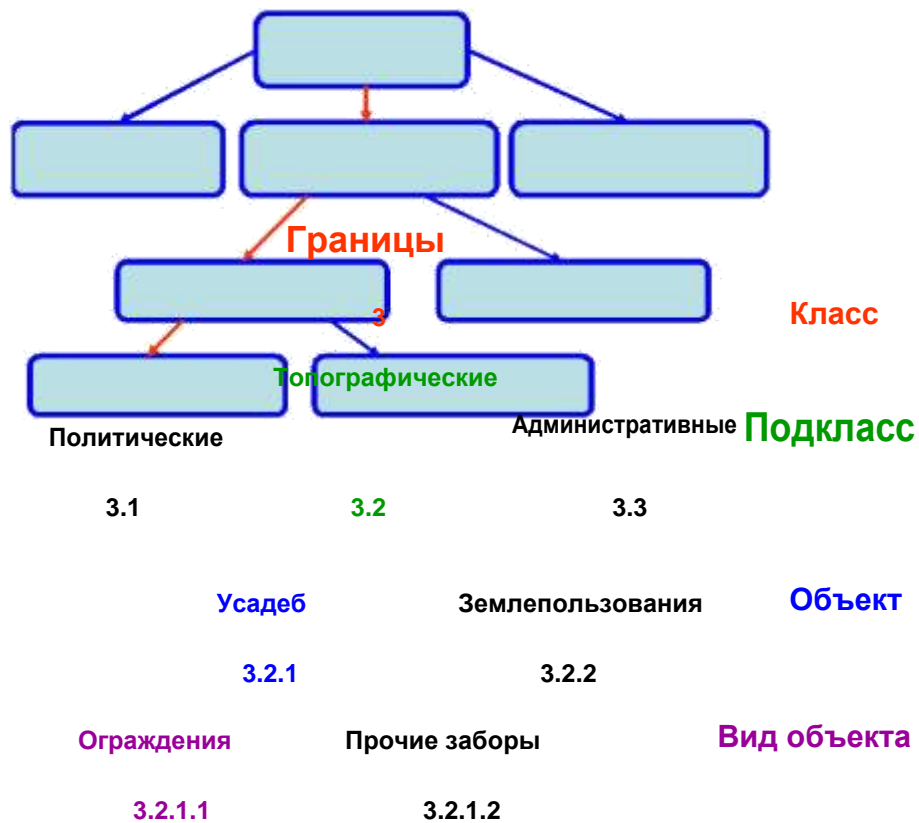 Границы
3
Класс
Топографические
Политические
Административные
Подкласс
3.1
3.2
3.3
Усадеб
Землепользования
Объект
3.2.1
3.2.2
Ограждения
Прочие заборы
Вид объекта
3.2.1.1
3.2.1.2